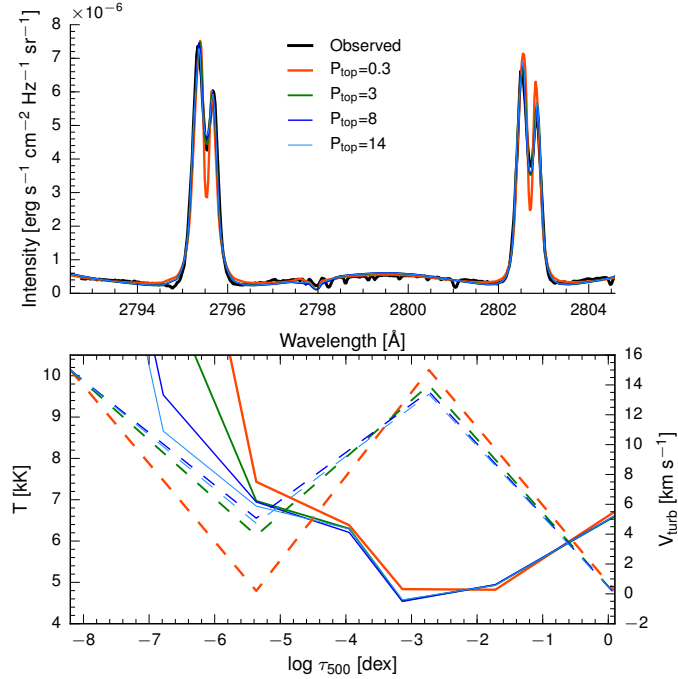 ×10⁻⁶
8
7
6
5
4
3
2
1
0
Intensity [erg s⁻¹ cm⁻² Hz⁻¹ sr⁻¹]
Observed
P_top=0.3
P_top=3
P_top=8
P_top=14
2794 2796 2798 2800 2802 2804
Wavelength [Å]
10
9
8
7
6
5
4
T [kK]
16
14
12
10
8
6
4
2
0
−2
V_turb [km s⁻¹]
−8 −7 −6 −5 −4 −3 −2 −1 0
log τ₅₀₀ [dex]